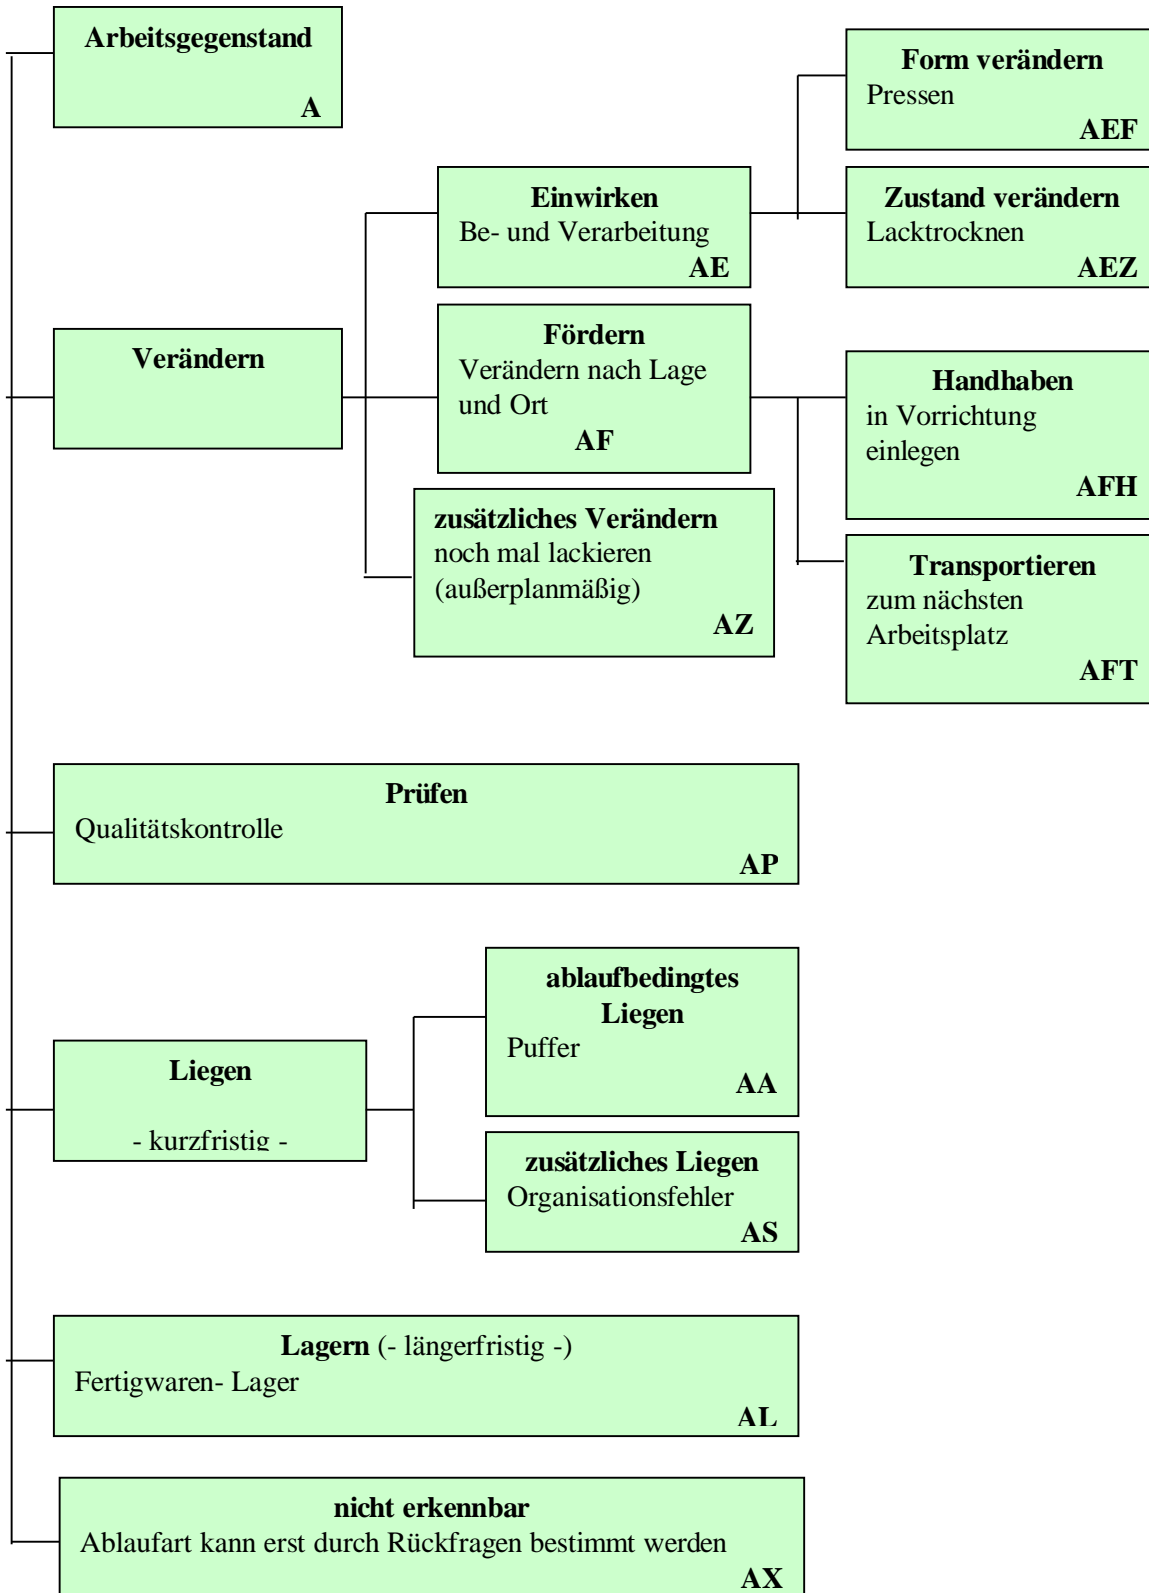 Arbeitsgegenstand
A
Form verändern
Pressen
AEF
Einwirken
Be- und Verarbeitung
AE
Zustand verändern
Lacktrocknen
AEZ
Verändern
Fördern
Verändern nach Lage
und Ort
AF
Handhaben
in Vorrichtung
einlegen
AFH
zusätzliches Verändern
noch mal lackieren
(außerplanmäßig)
AZ
Transportieren
zum nächsten
Arbeitsplatz
AFT
Prüfen
Qualitätskontrolle
AP
Liegen
- kurzfristig -
ablaufbedingtes
Liegen
Puffer
AA
zusätzliches Liegen
Organisationsfehler
AS
Lagern (- längerfristig -)
Fertigwaren- Lager
AL
nicht erkennbar
Ablaufart kann erst durch Rückfragen bestimmt werden
AX